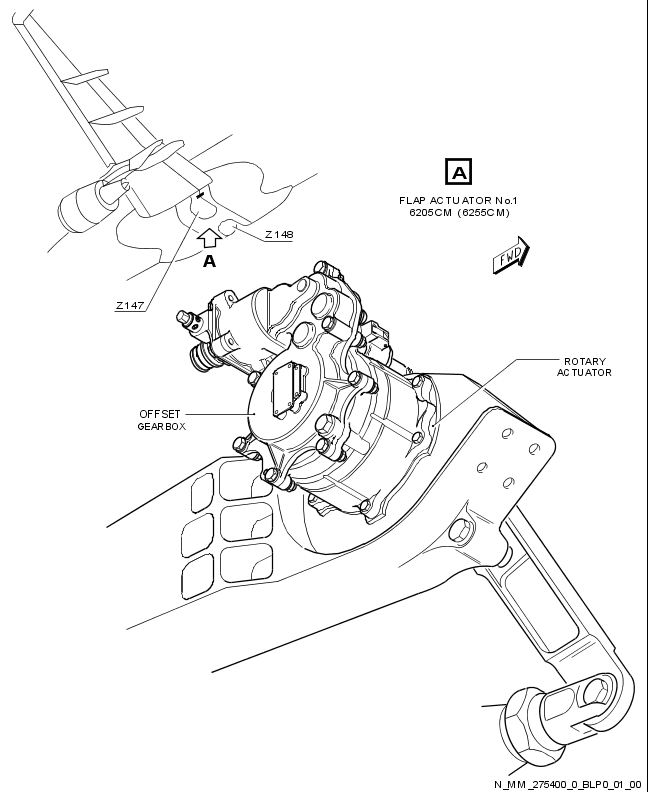 A
FLAP ACTUATOR No.1
6205CM (6255CM)
FWD
Z148
A
Z147
ROTARY
ACTUATOR
OFFSET
GEARBOX
N_MM_275400_0_BLP0_01_00